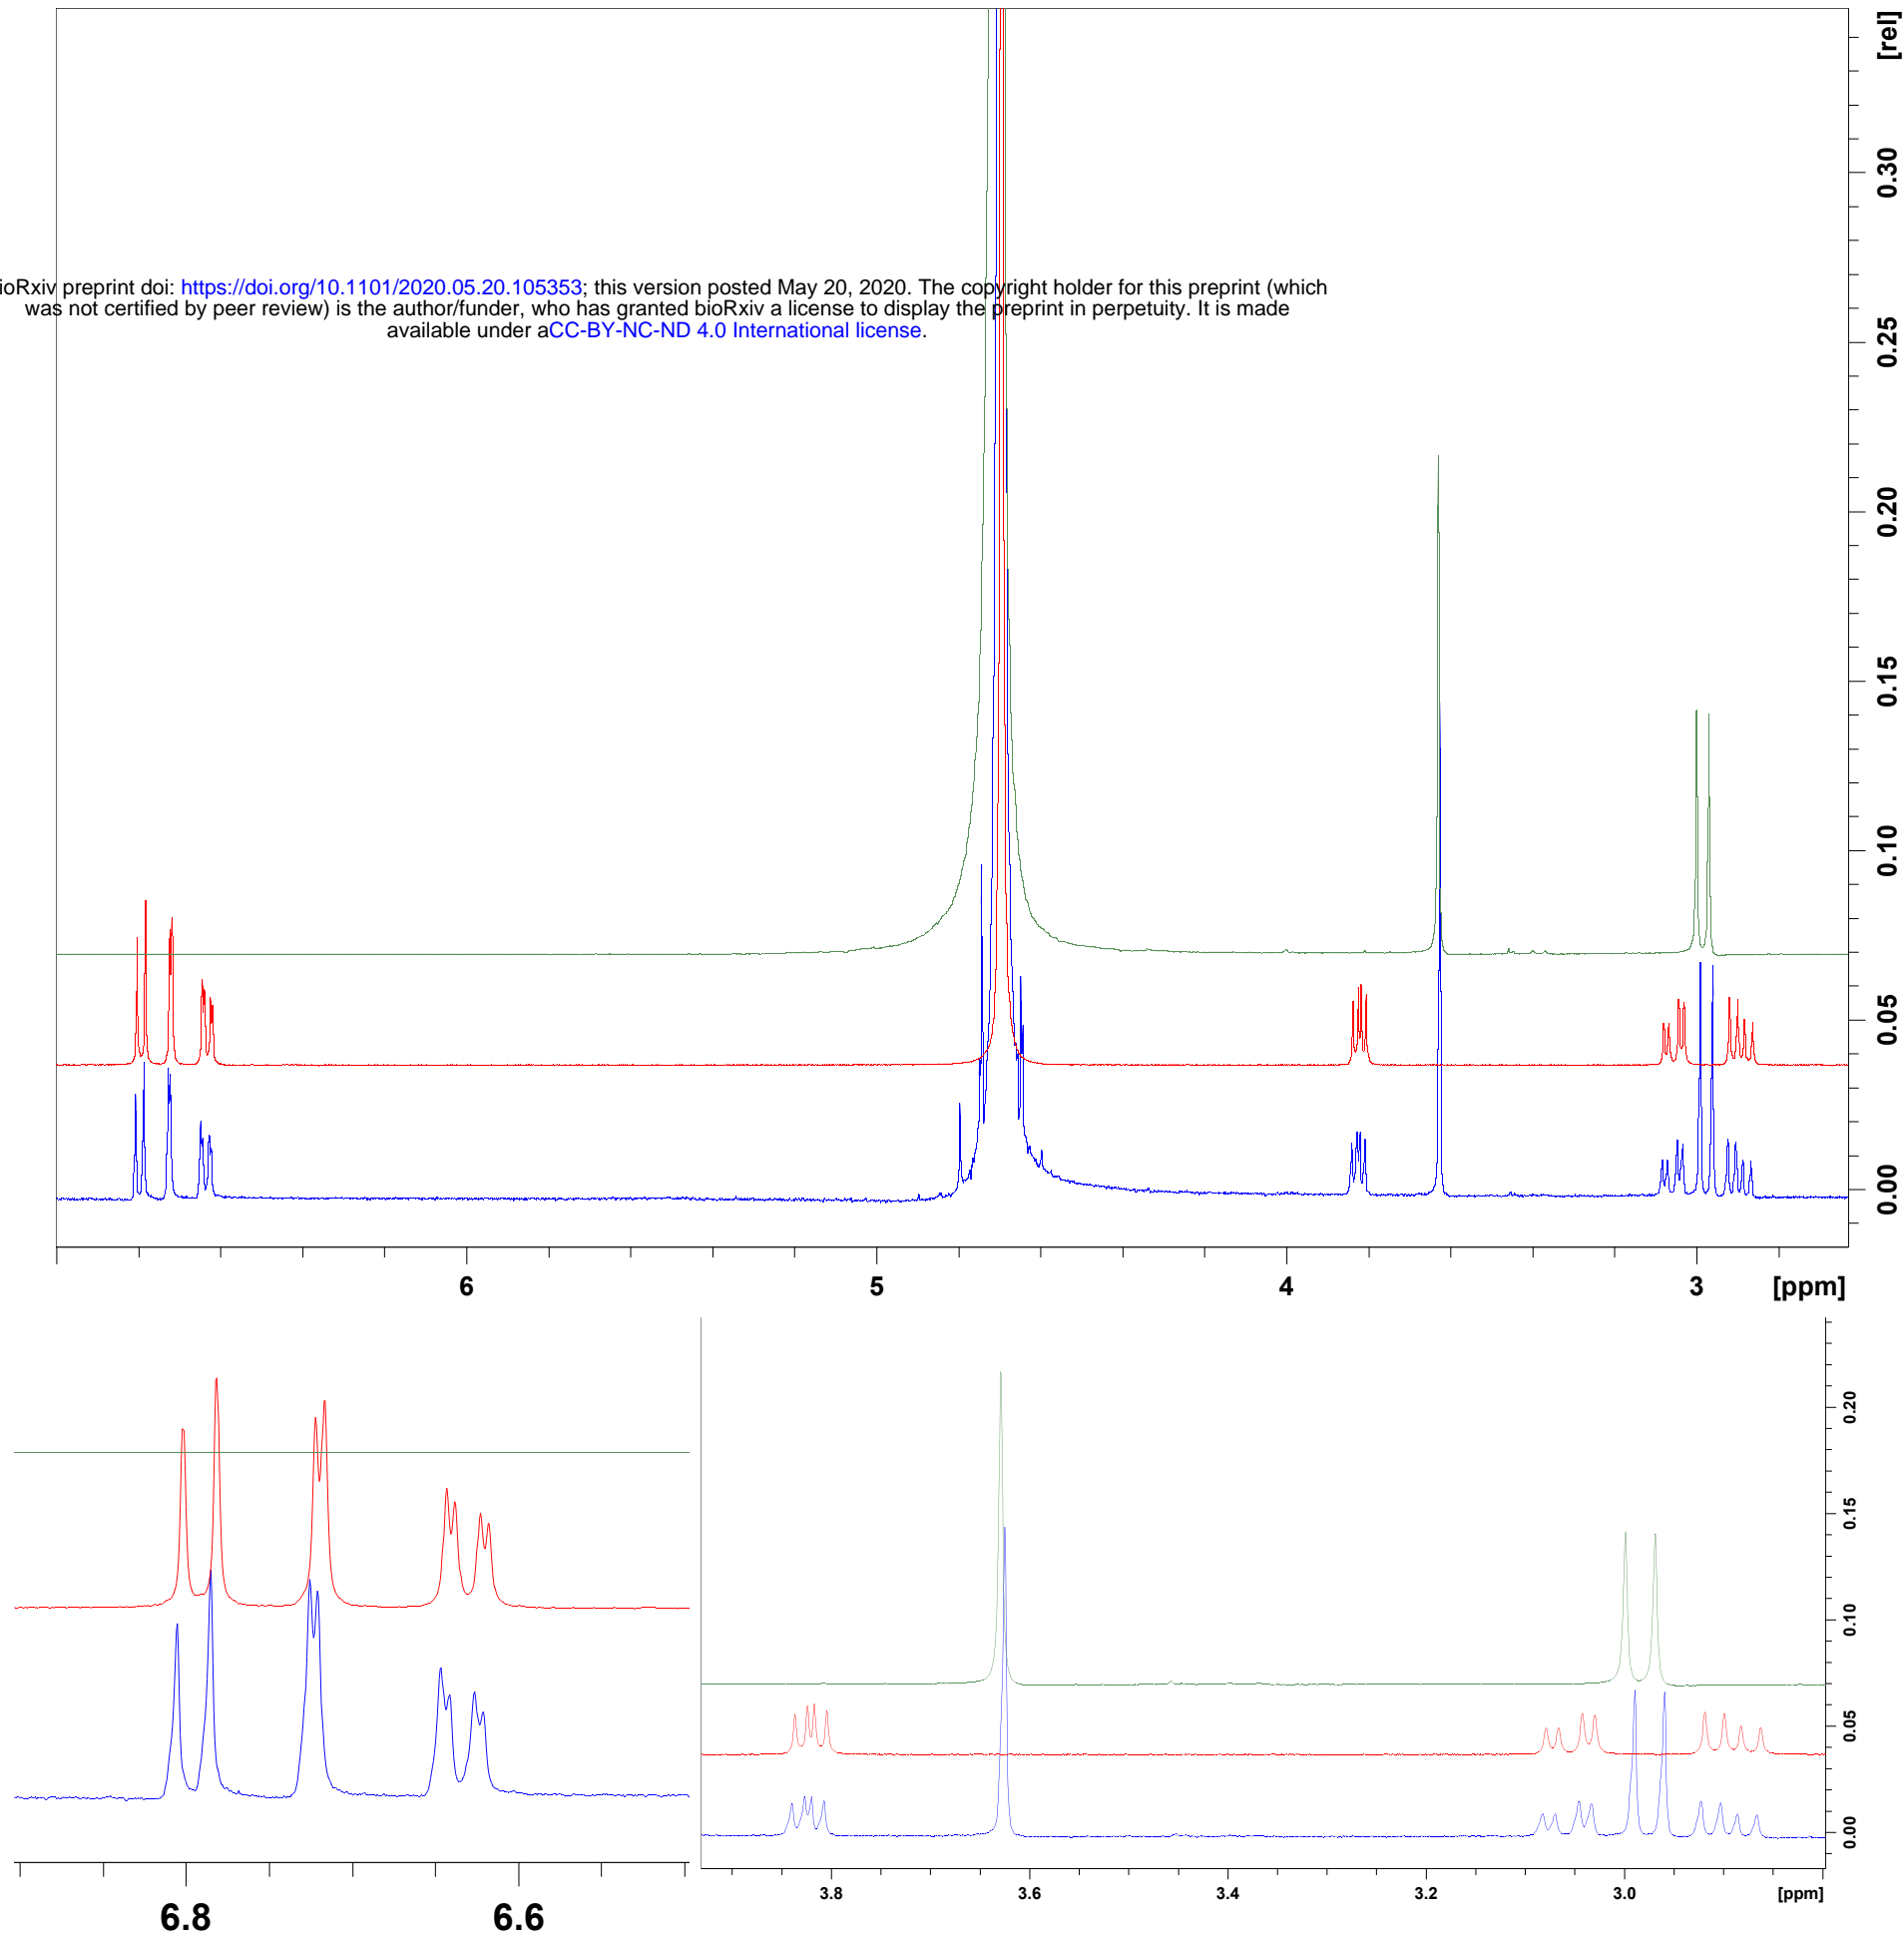 [rel]
0.30
0.25
0.20
0.15
0.10
0.05
0.00
ioRxiv preprint doi: https://doi.org/10.1101/2020.05.20.105353; this version posted May 20, 2020. The copyright holder for this preprint (which
was not certified by peer review) is the author/funder, who has granted bioRxiv a license to display the preprint in perpetuity. It is made
available under aCC-BY-NC-ND 4.0 International license.
6 5 4 3 [ppm]
0.20
0.15
0.10
0.05
0.00
3.8 3.6 3.4 3.2 3.0 [ppm]
6.8 6.6